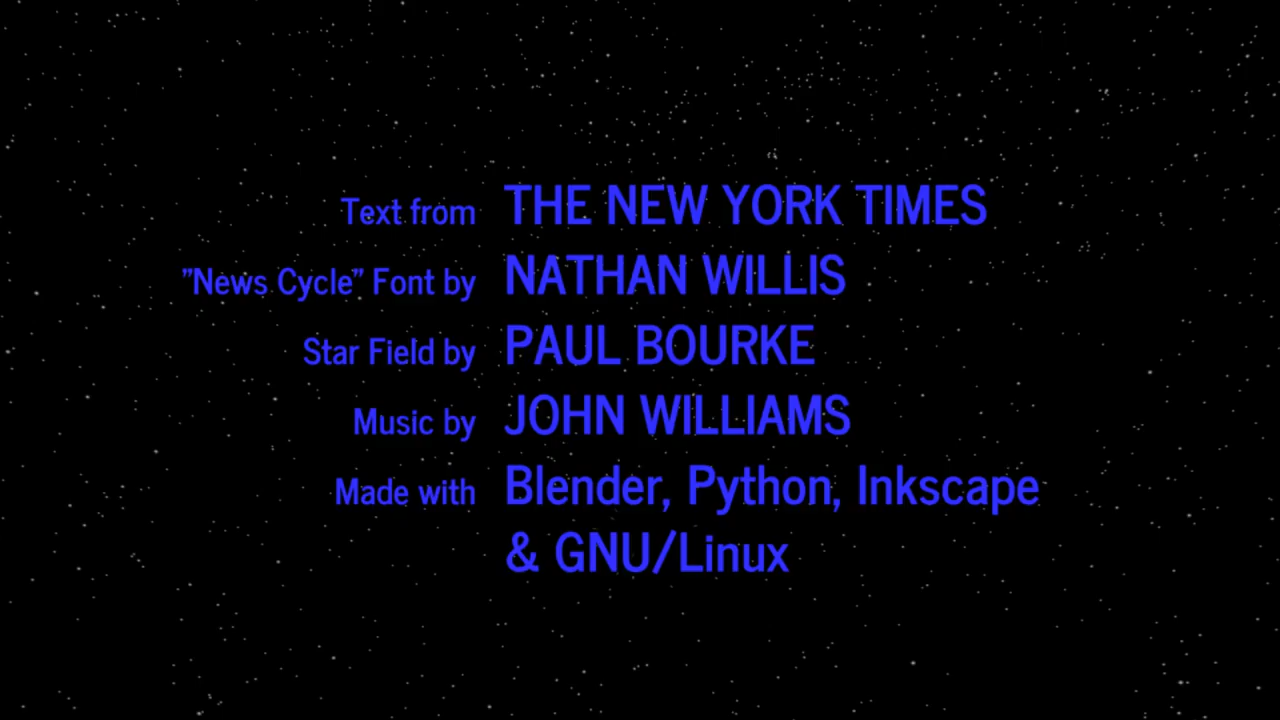 Text from THE NEW YORK TIMES
"News Cycle" Font by NATHAN WILLIS
Star Field by PAUL BOURKE
Music by JOHN WILLIAMS
Made with Blender, Python, Inkscape
& GNU/Linux